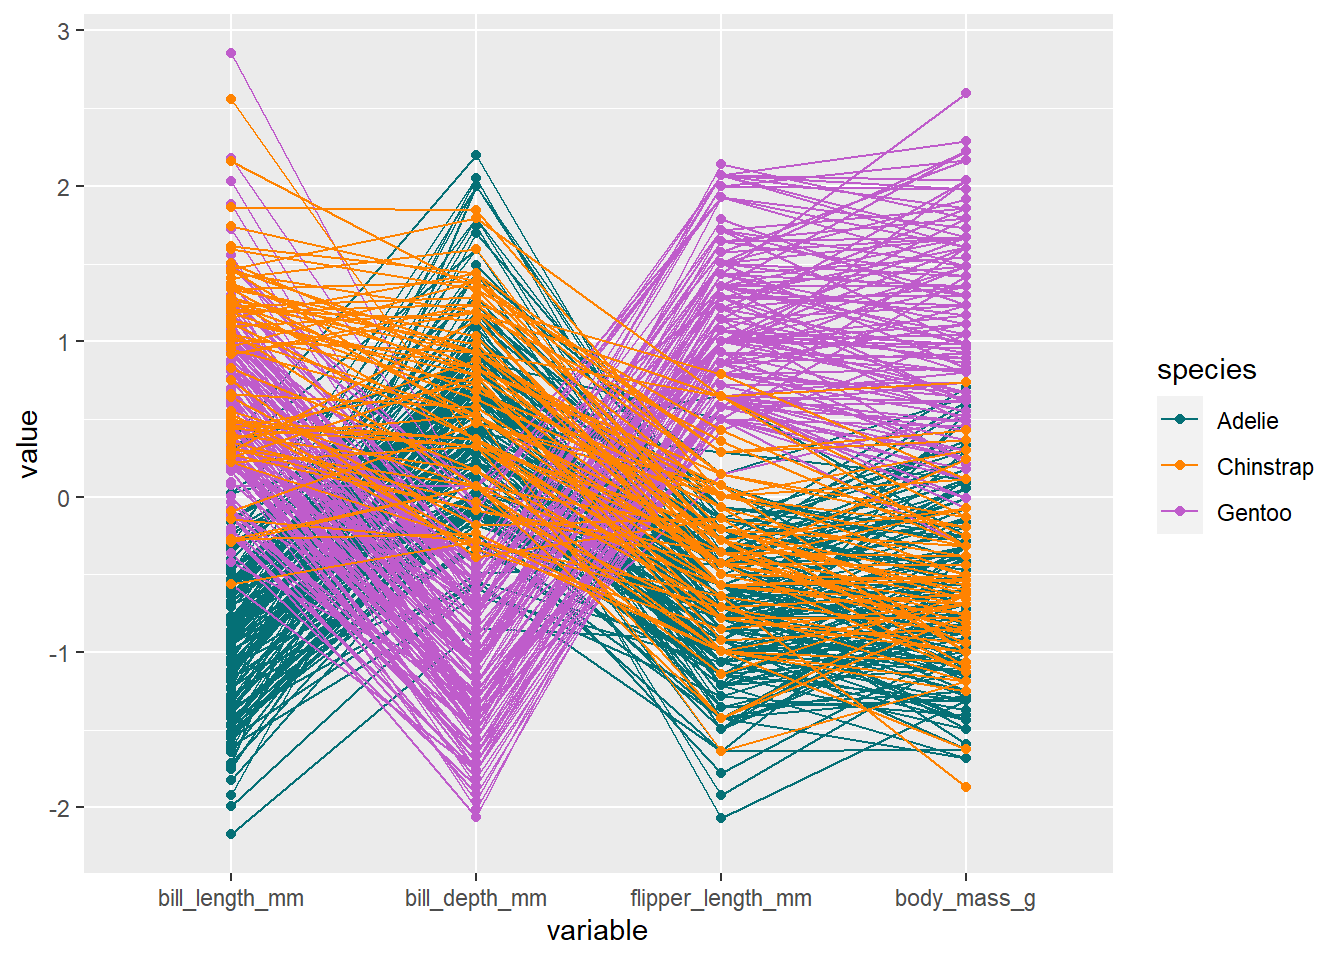 3
2
1
0
-1
-2
value
bill_length_mm
bill_depth_mm
flipper_length_mm
body_mass_g
variable
species
Adelie
Chinstrap
Gentoo